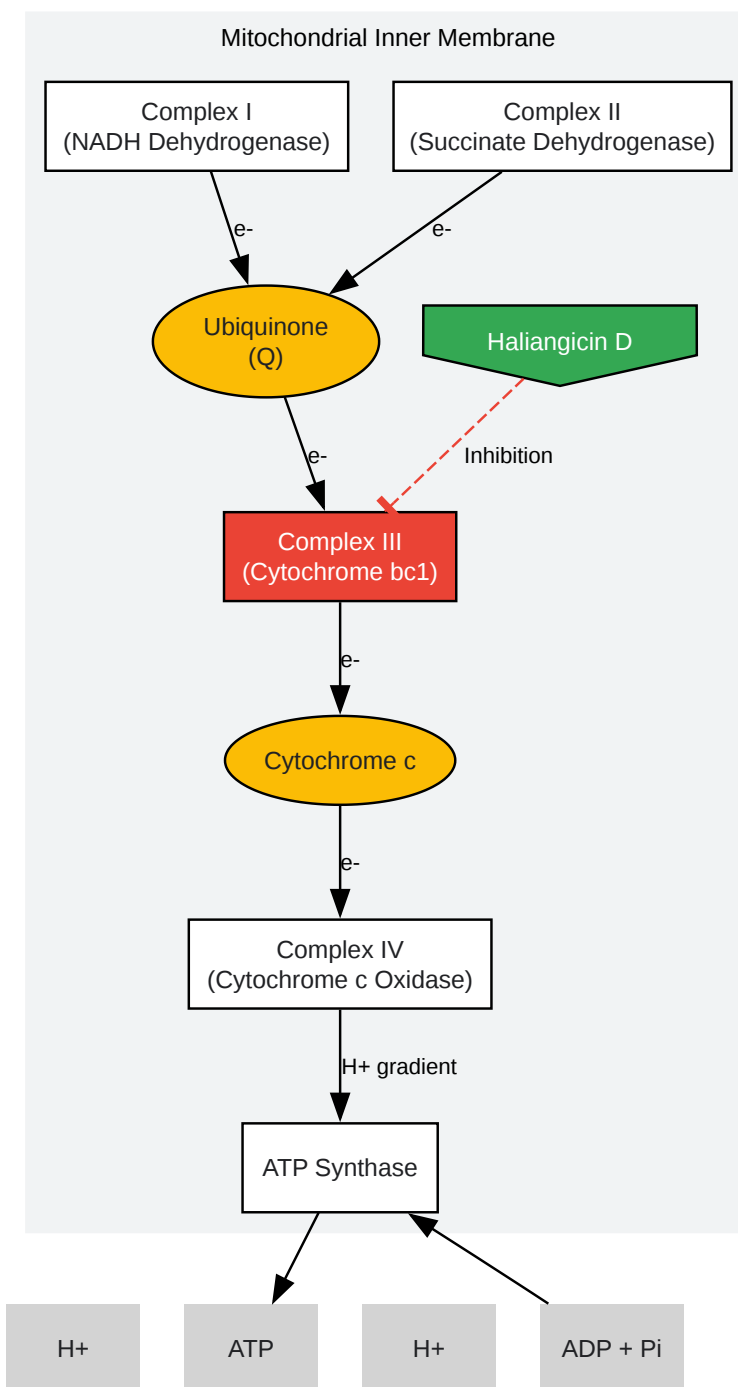 Mitochondrial Inner Membrane
Complex I
(NADH Dehydrogenase)
Complex II
(Succinate Dehydrogenase)
e-
e-
Ubiquinone
(Q)
Haliangicin D
e-
Inhibition
Complex III
(Cytochrome bc1)
e-
Cytochrome c
e-
Complex IV
(Cytochrome c Oxidase)
H+ gradient
ATP Synthase
H+
ATP
H+
ADP + Pi